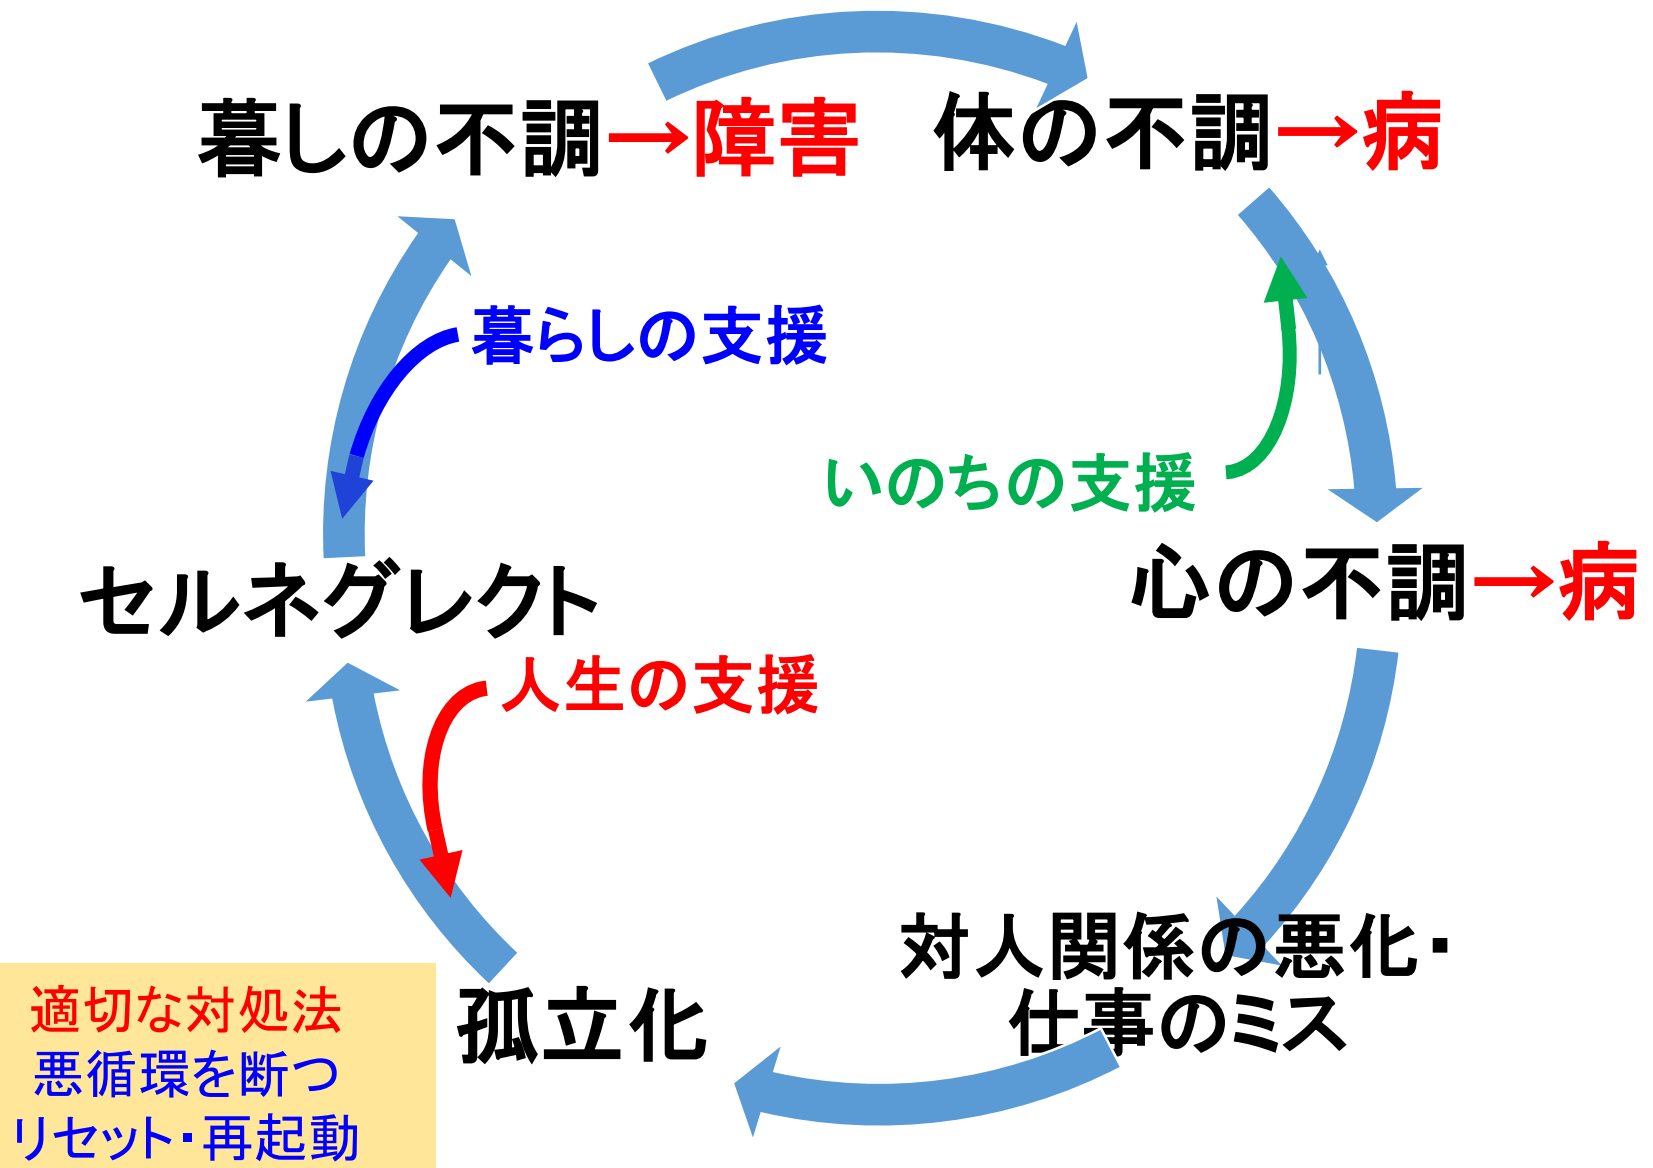 暮しの不調→障害
体の不調→病
暮らしの支援
いのちの支援
心の不調→病
セルネグレクト
人生の支援
対人関係の悪化・
仕事のミス
孤立化
適切な対処法
悪循環を断つ
リセット・再起動